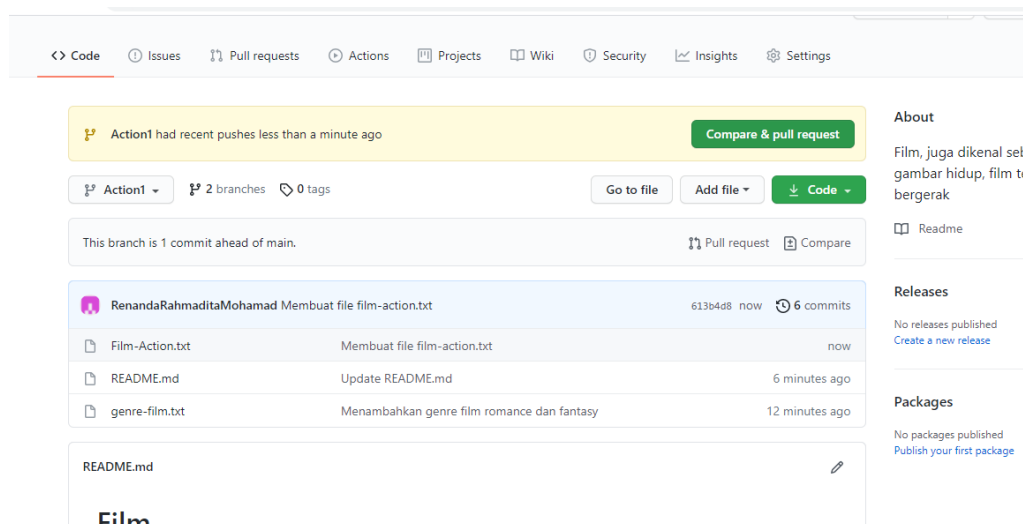 Code Issues Pull requests Actions Projects Wiki Security Insights Settings
Action1 had recent pushes less than a minute ago Compare & pull request
Action1 2 branches 0 tags Go to file Add file Code
This branch is 1 commit ahead of main. Pull request Compare
RenandaRahmaditaMohamad Membuat file film-action.txt 613b4d8 now 6 commits
Film-Action.txt Membuat file film-action.txt now
README.md Update README.md 6 minutes ago
genre-film.txt Menambahkan genre film romance dan fantasy 12 minutes ago
README.md
Film
About
Film, juga dikenal
gambar hidup, film
bergerak
Readme
Releases
No releases published
Create a new release
Packages
No packages published
Publish your first package